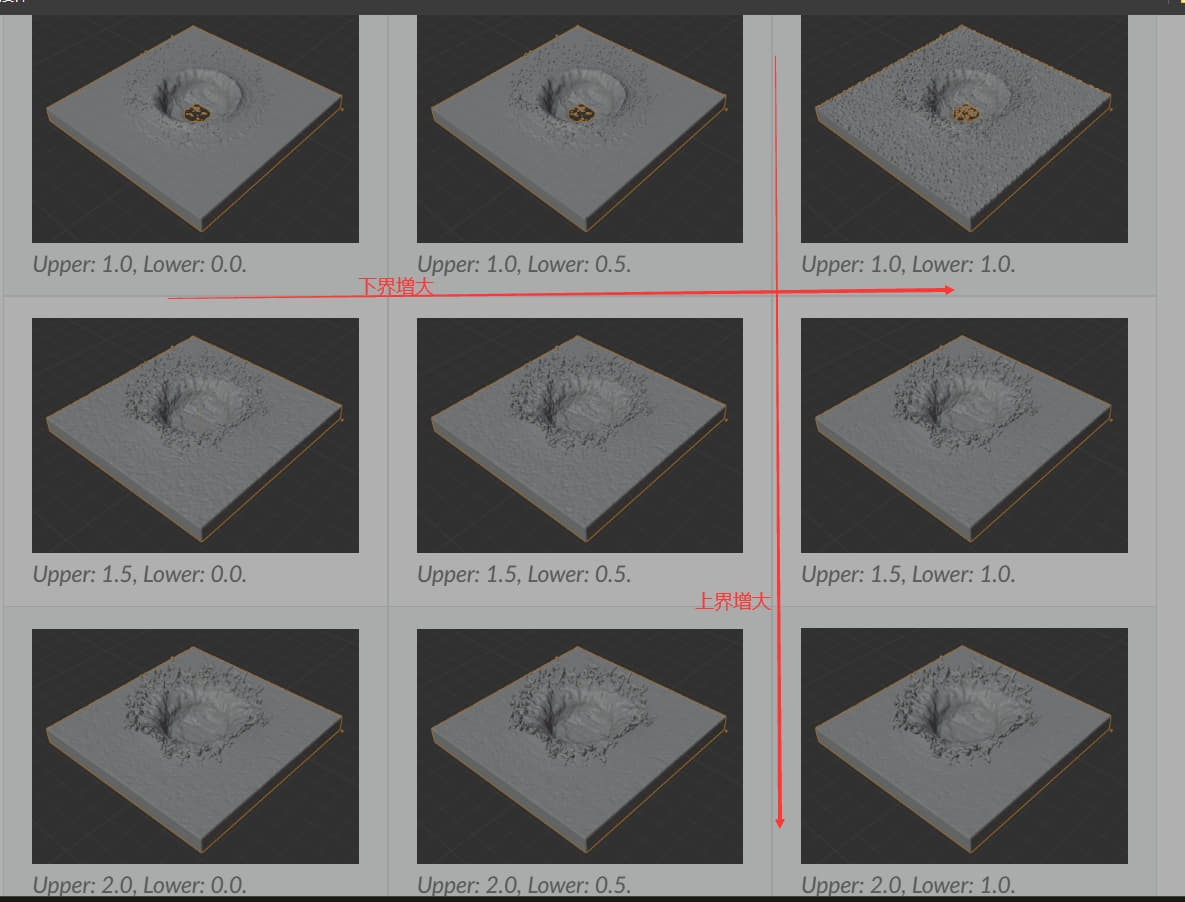 Upper: 1.0, Lower: 0.0.
Upper: 1.0, Lower: 0.5.
Upper: 1.0, Lower: 1.0.
下界增大
Upper: 1.5, Lower: 0.0.
Upper: 1.5, Lower: 0.5.
Upper: 1.5, Lower: 1.0.
上界增大
Upper: 2.0, Lower: 0.0.
Upper: 2.0, Lower: 0.5.
Upper: 2.0, Lower: 1.0.